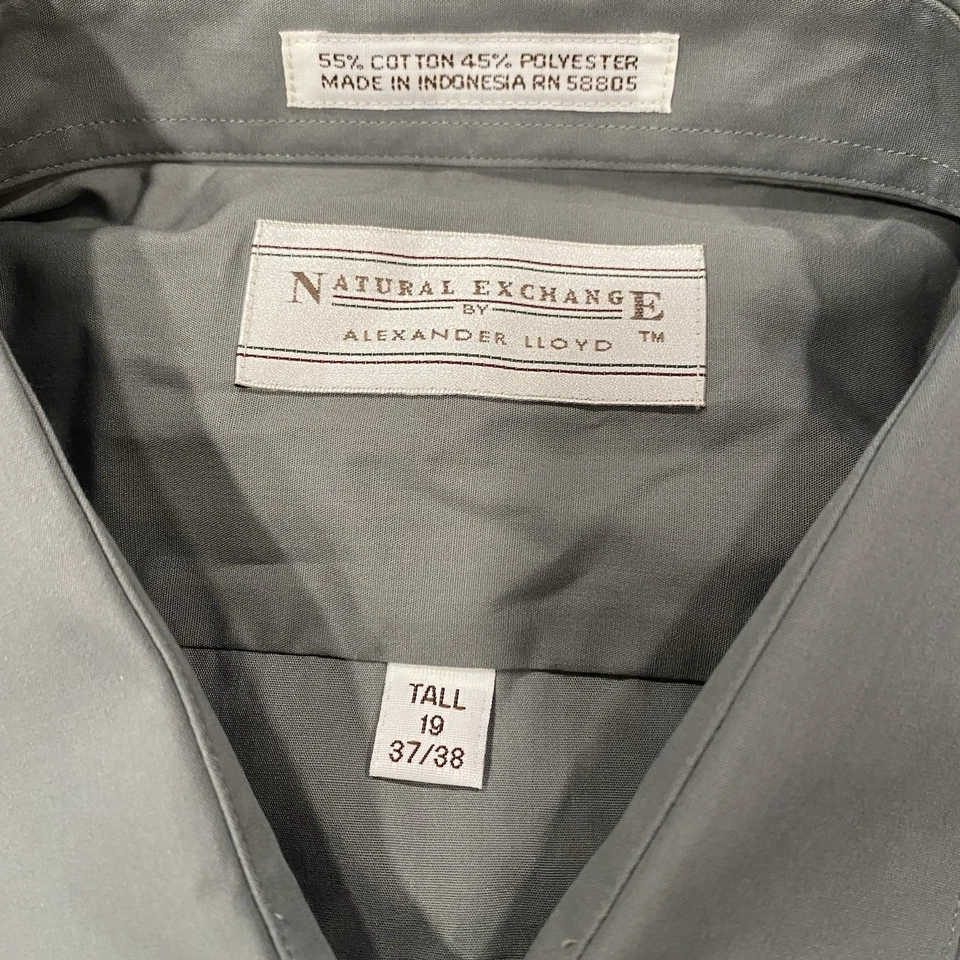 55% COTTON 45% POLYESTER
MADE IN INDONESIA RN 58805
NATURAL EXCHANGE
BY
ALEXANDER LLOYD ™
TALL
19
37/38